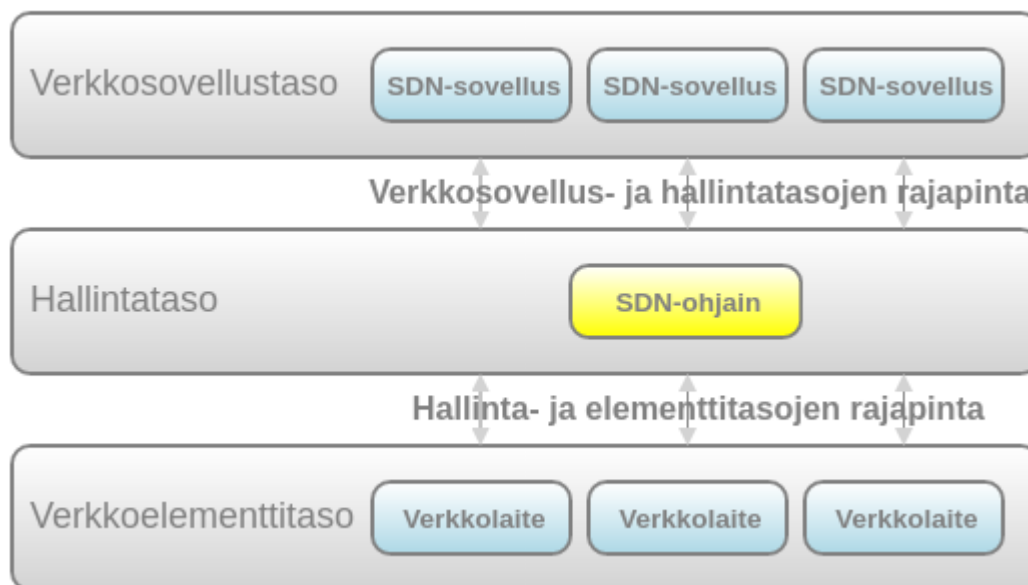 Verkkosovellustaso
SDN-sovellus SDN-sovellus SDN-sovellus
Verkkosovellus- ja hallintatasojen rajapinta
Hallintataso
SDN-ohjain
Hallinta- ja elementtitasojen rajapinta
Verkkoelementtitaso
Verkkolaite Verkkolaite Verkkolaite